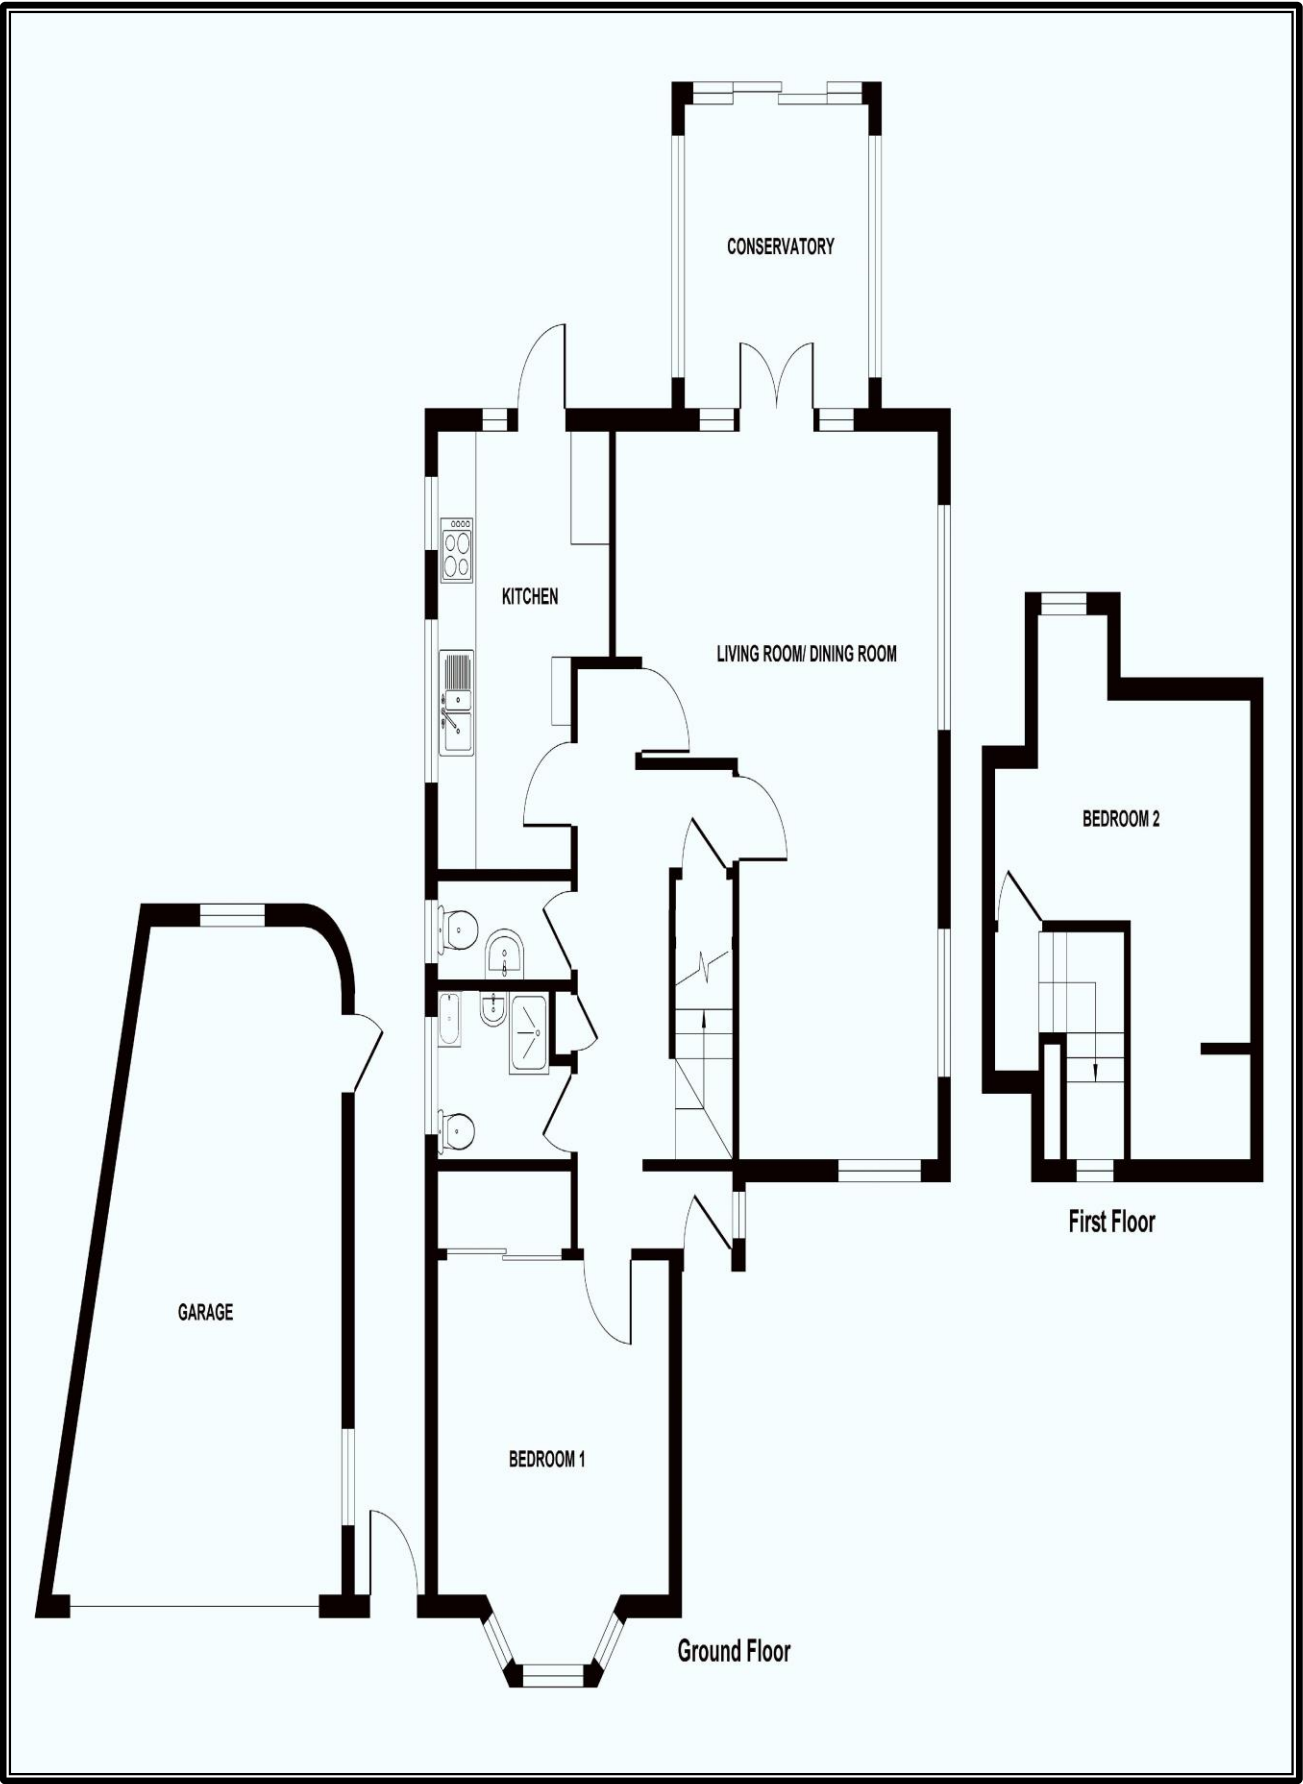 CONSERVATORY
KITCHEN
LIVING ROOM/ DINING ROOM
BEDROOM 2
First Floor
GARAGE
BEDROOM 1
Ground Floor